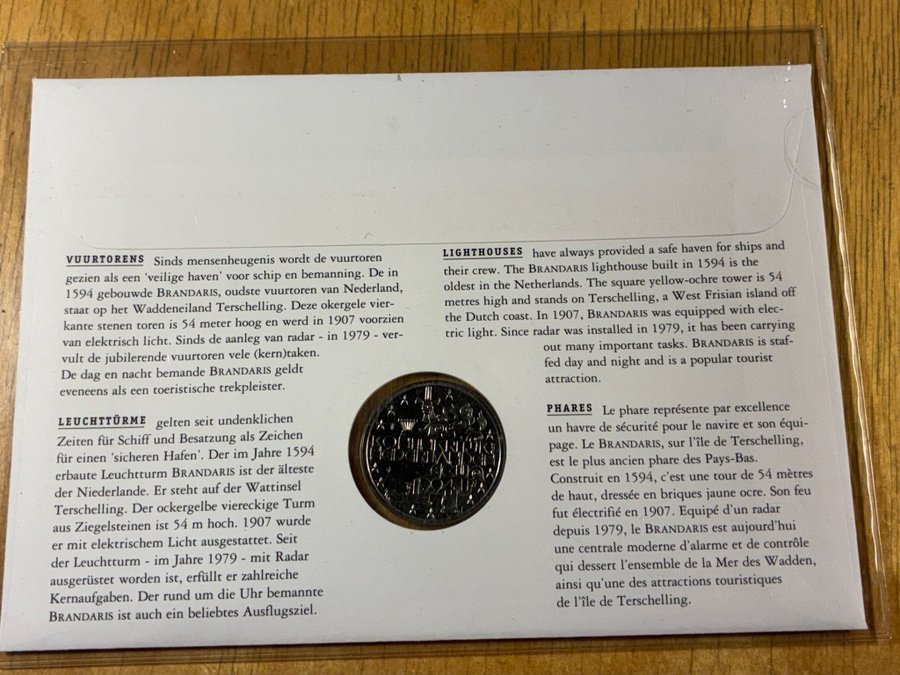 VUURTORENS Sinds mensenheugenis wordt de vuurtoren
gezien als een 'veilige haven' voor schip en bemanning. De in
1594 gebouwde BRANDARIS, oudste vuurtoren van Nederland,
staat op het Waddeneiland Terschelling. Deze okergele vier-
kante stenen toren is 54 meter hoog en werd in 1907 voorzien
van elektrisch licht. Sinds de aanleg van radar - in 1979 - ver-
vult de jubilerende vuurtoren vele (kern)taken.
De dag en nacht bemande BRANDARIS geldt
eveneens als een toeristische trekpleister.
LIGHTHOUSES have always provided a safe haven for ships and
their crew. The BRANDARIS lighthouse built in 1594 is the
oldest in the Netherlands. The square yellow-ochre tower is 54
metres high and stands on Terschelling, a West Frisian island off
the Dutch coast. In 1907, BRANDARIS was equipped with elec-
tric light. Since radar was installed in 1979, it has been carrying
out many important tasks. BRANDARIS is staf-
fed day and night and is a popular tourist
attraction.
LEUCHTTÜRME gelten seit undenklichen
Zeiten für Schiff und Besatzung als Zeichen
für einen 'sicheren Hafen'. Der im Jahre 1594
erbaute Leuchtturm BRANDARIS ist der älteste
der Niederlande. Er steht auf der Wattinsel
Terschelling. Der ockergelbe viereckige Turm
aus Ziegelsteinen ist 54 m hoch. 1907 wurde
er mit elektrischem Licht ausgestattet. Seit
der Leuchtturm - im Jahre 1979 - mit Radar
ausgerüstet worden ist, erfüllt er zahlreiche
Kernaufgaben. Der rund um die Uhr bemannte
BRANDARIS ist auch ein beliebtes Ausflugsziel.
PHARES Le phare représente par excellence
un havre de sécurité pour le navire et son équi-
page. Le BRANDARIS, sur l'île de Terschelling,
est le plus ancien phare des Pays-Bas.
Construit en 1594, c'est une tour de 54 mètres
de haut, dressée en briques jaune ocre. Son feu
fut électrifié en 1907. Equipé d'un radar
depuis 1979, le BRANDARIS est aujourd'hui
une centrale moderne d'alarme et de contrôle
qui dessert l'ensemble de la Mer des Wadden,
ainsi qu'une des attractions touristiques
de l'île de Terschelling.